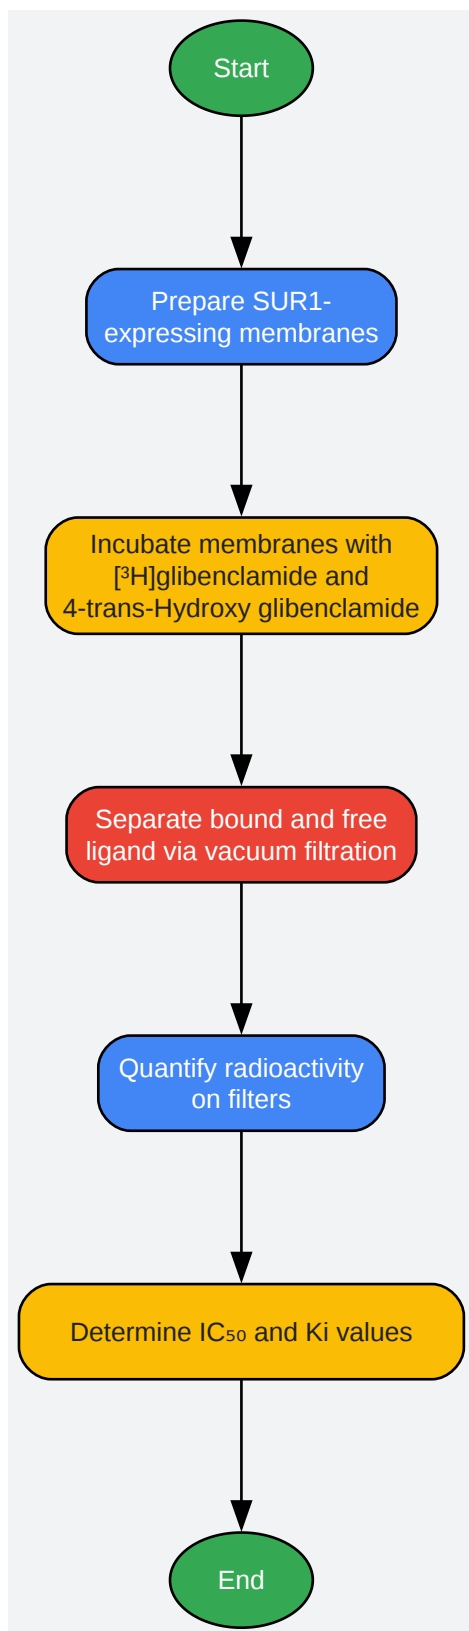 Start
Prepare SUR1-
expressing membranes
Incubate membranes with
[³H]glibenclamide and
4-trans-Hydroxy glibenclamide
Separate bound and free
ligand via vacuum filtration
Quantify radioactivity
on filters
Determine IC₅₀ and Ki values
End